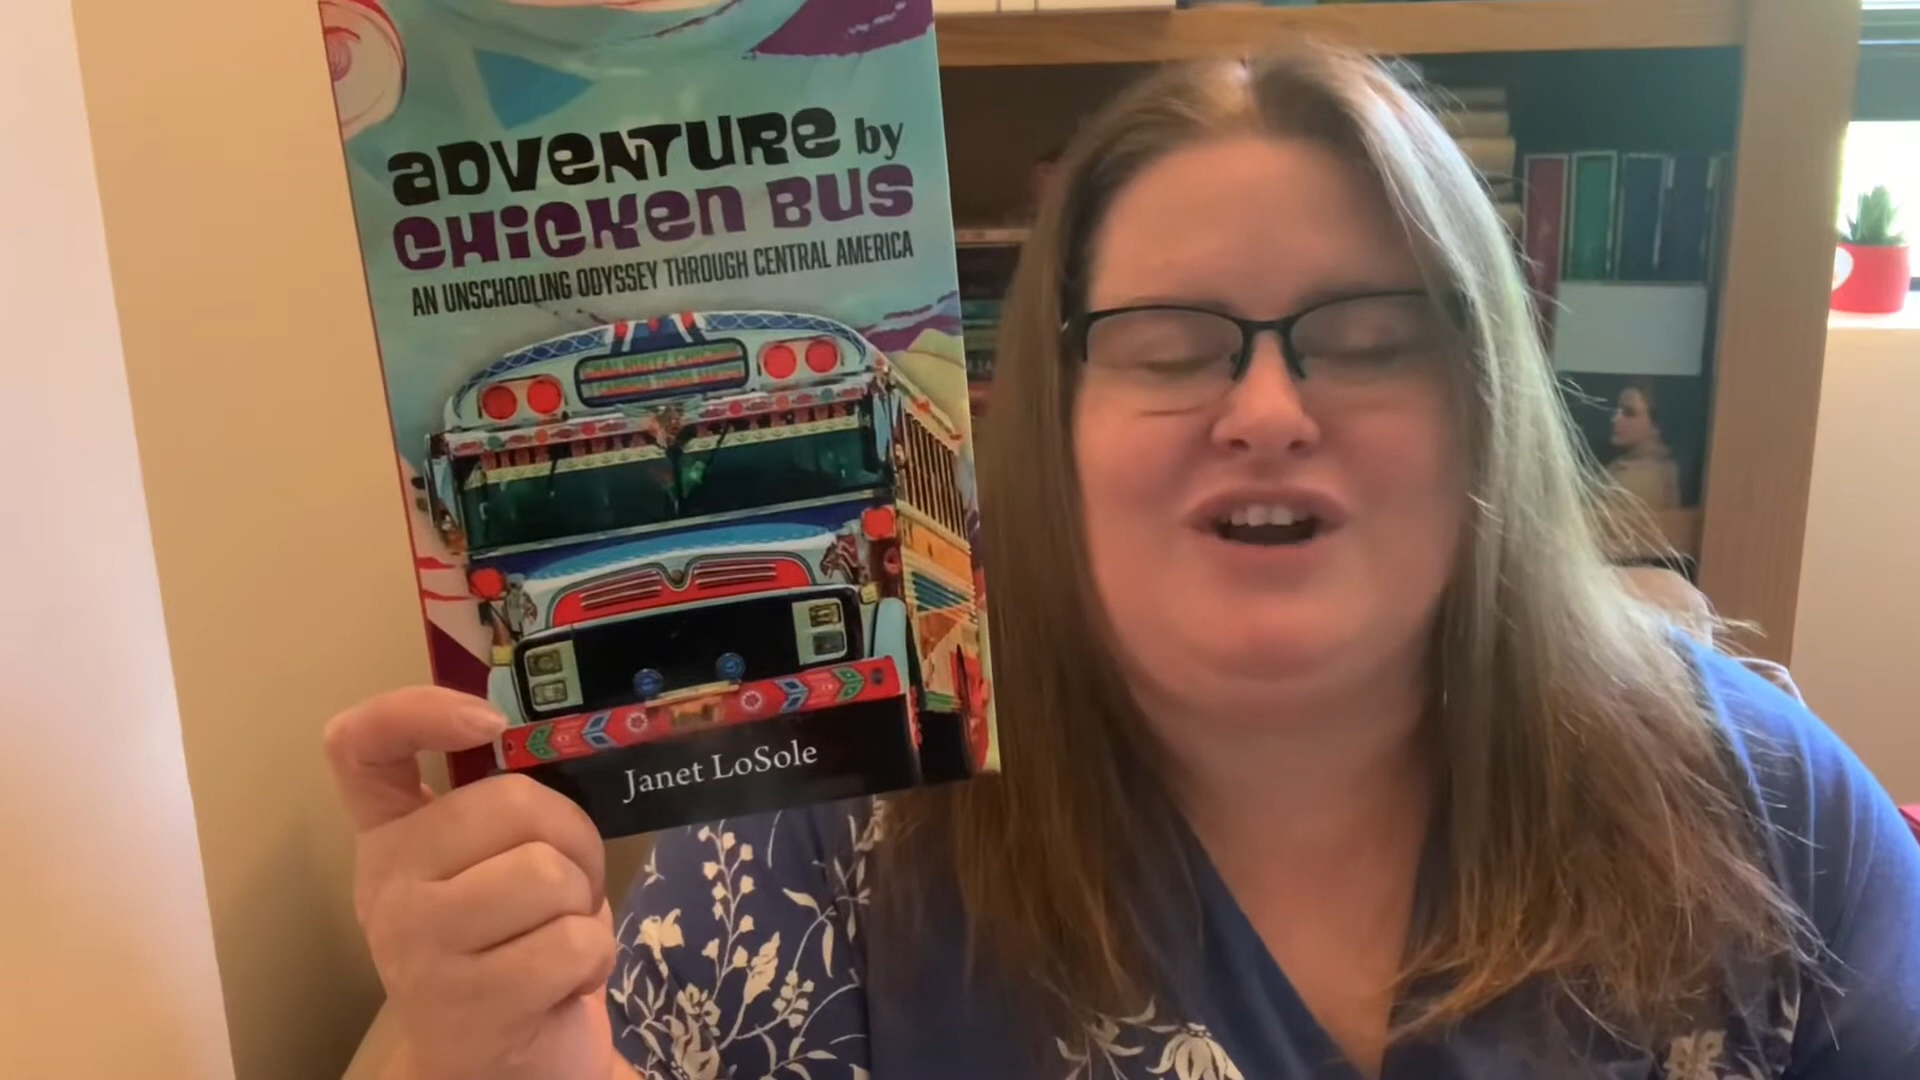 ADVENTURE by
CHICKEN BUS
AN UNSCHOOLING ODYSSEY THROUGH CENTRAL AMERICA
Janet LoSole